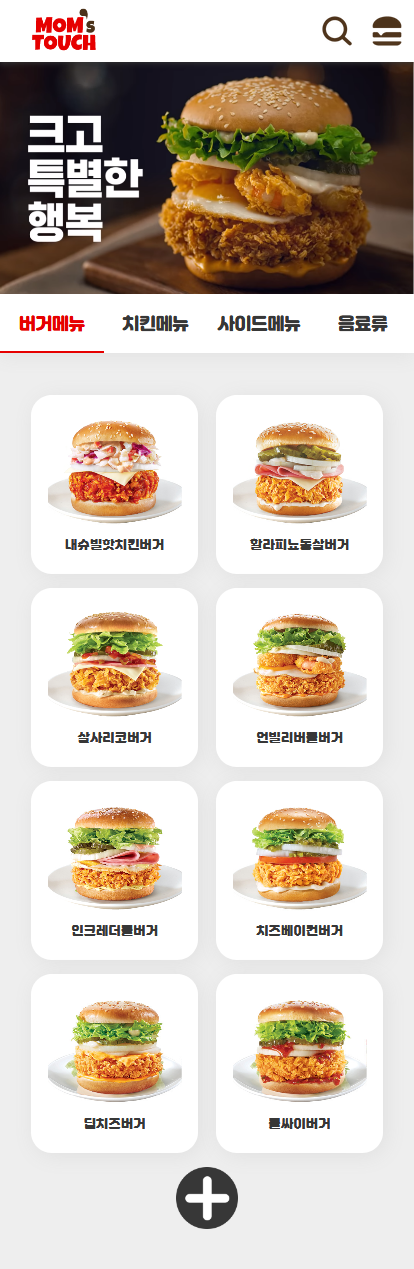 MOM's
TOUCH
크고
특별한
행복
버거메뉴 치킨메뉴 사이드메뉴 음료류
내슈빌핫치킨버거 할라피뇨통살버거
살사리코버거 언빌리버블버거
인크레더블버거 치즈베이컨버거
딥치즈버거 불싸이버거